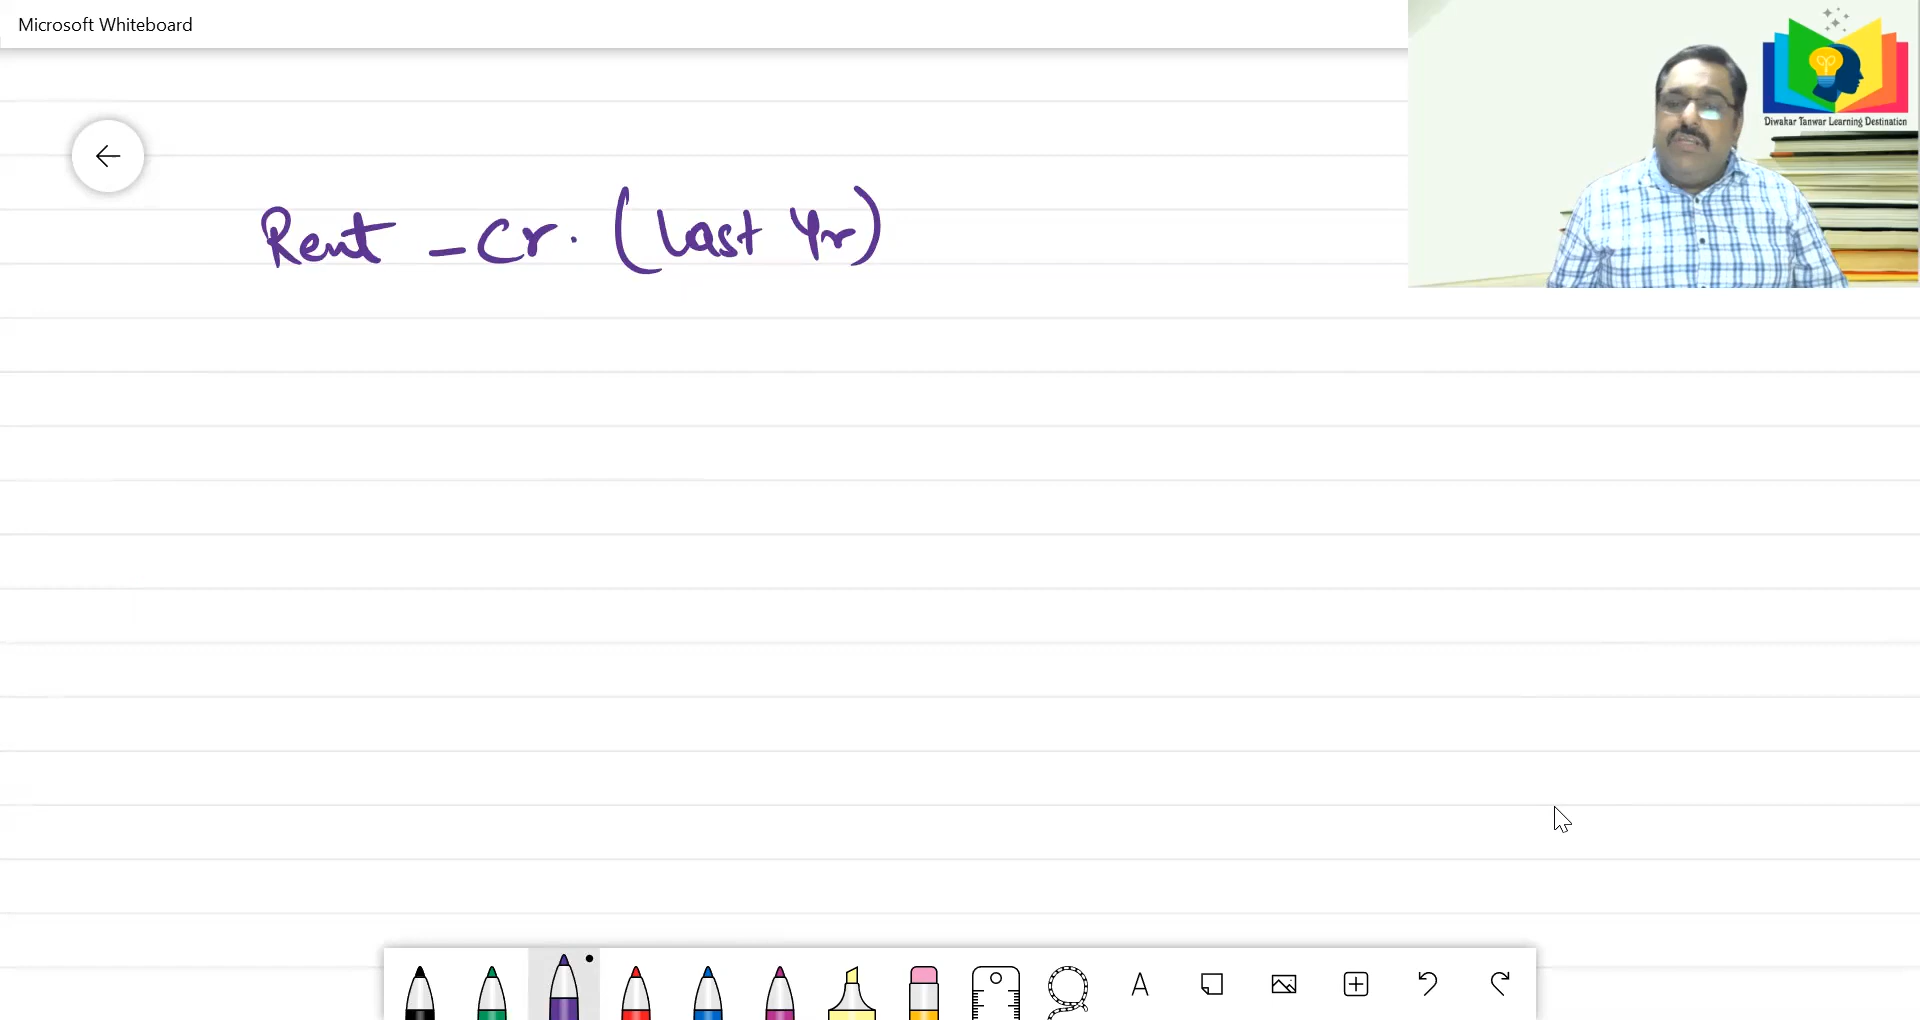 Microsoft Whiteboard
Diwakar Tanwar Learning Destination
Rent - Cr. (Last Yr)
A